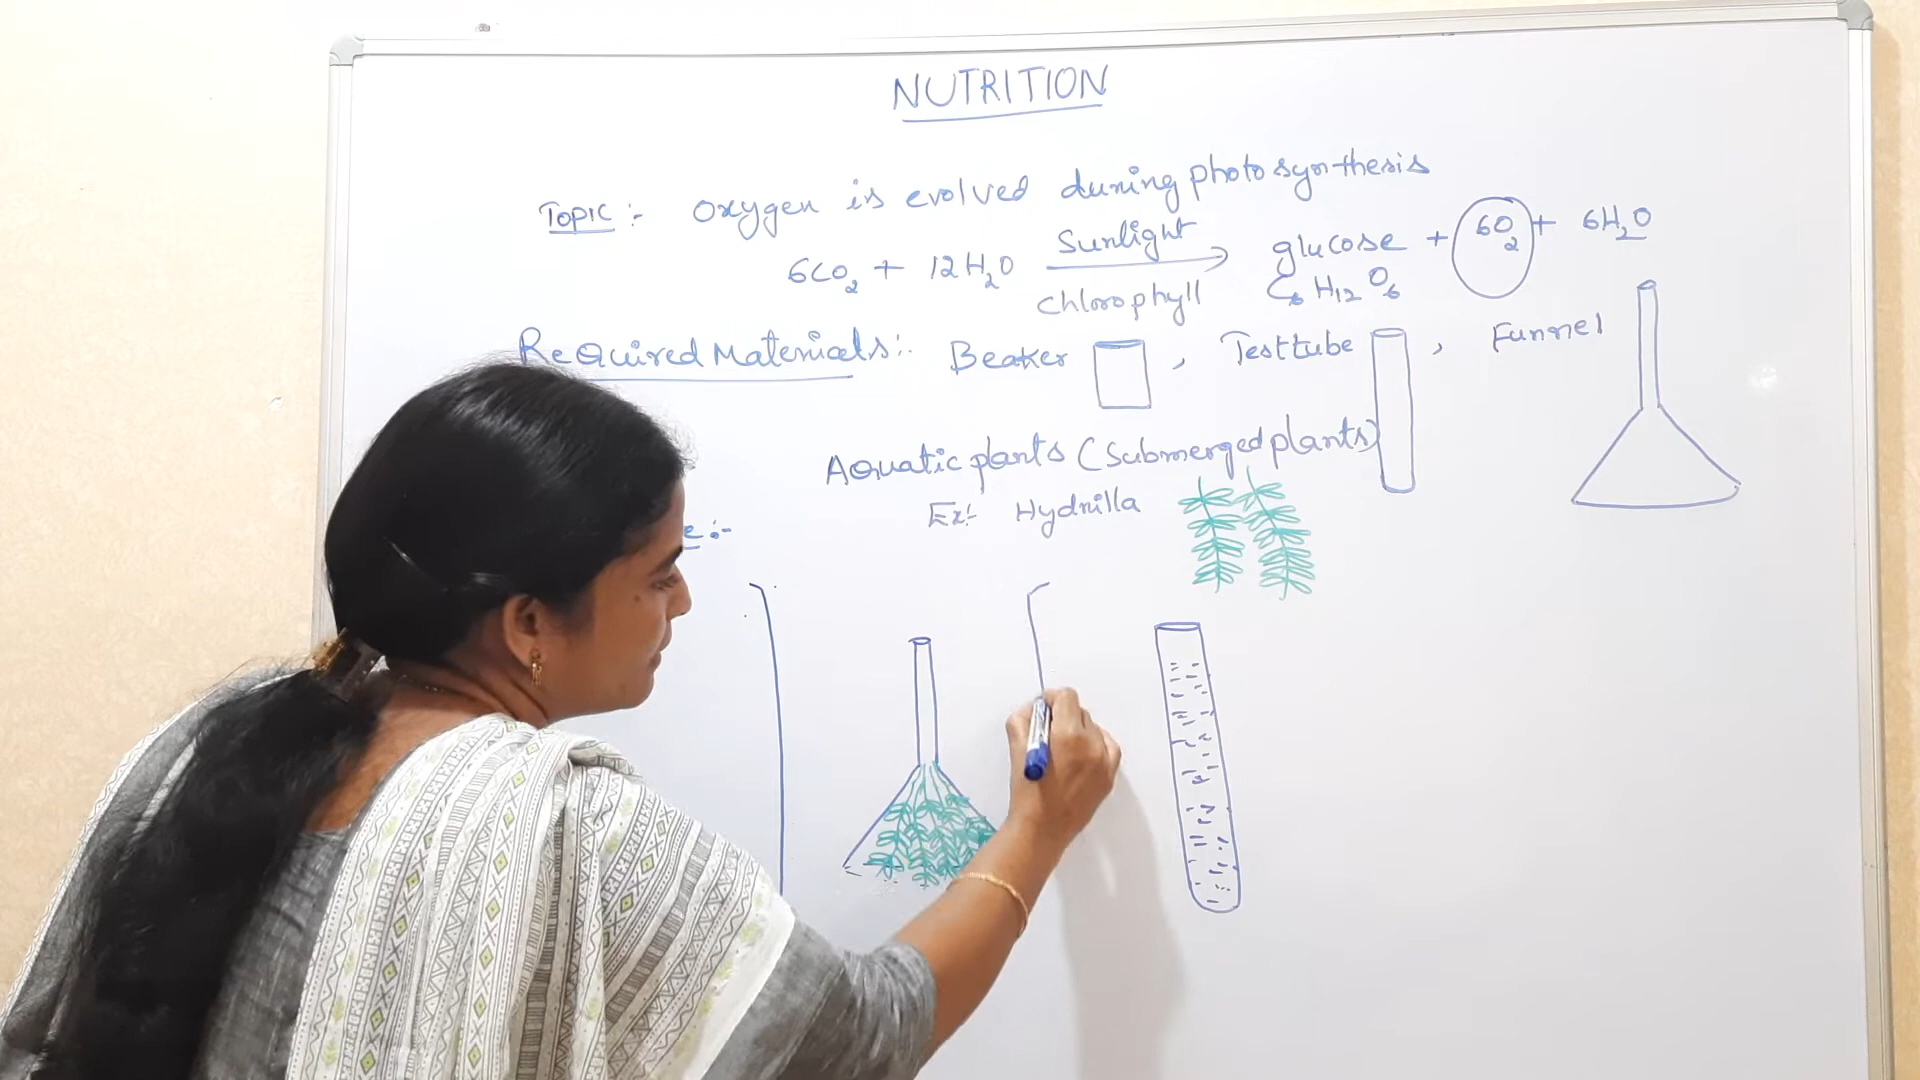 NUTRITION
Topic :- Oxygen is evolved during photosynthesis
6CO2 + 12H2O Sunlight chlorophyll → glucose C6H12O6 + 6O2 + 6H2O
Required Materials :- Beaker , Testtube , Funnel
Aquatic plants (Submerged plants)
Ex:- Hydrilla